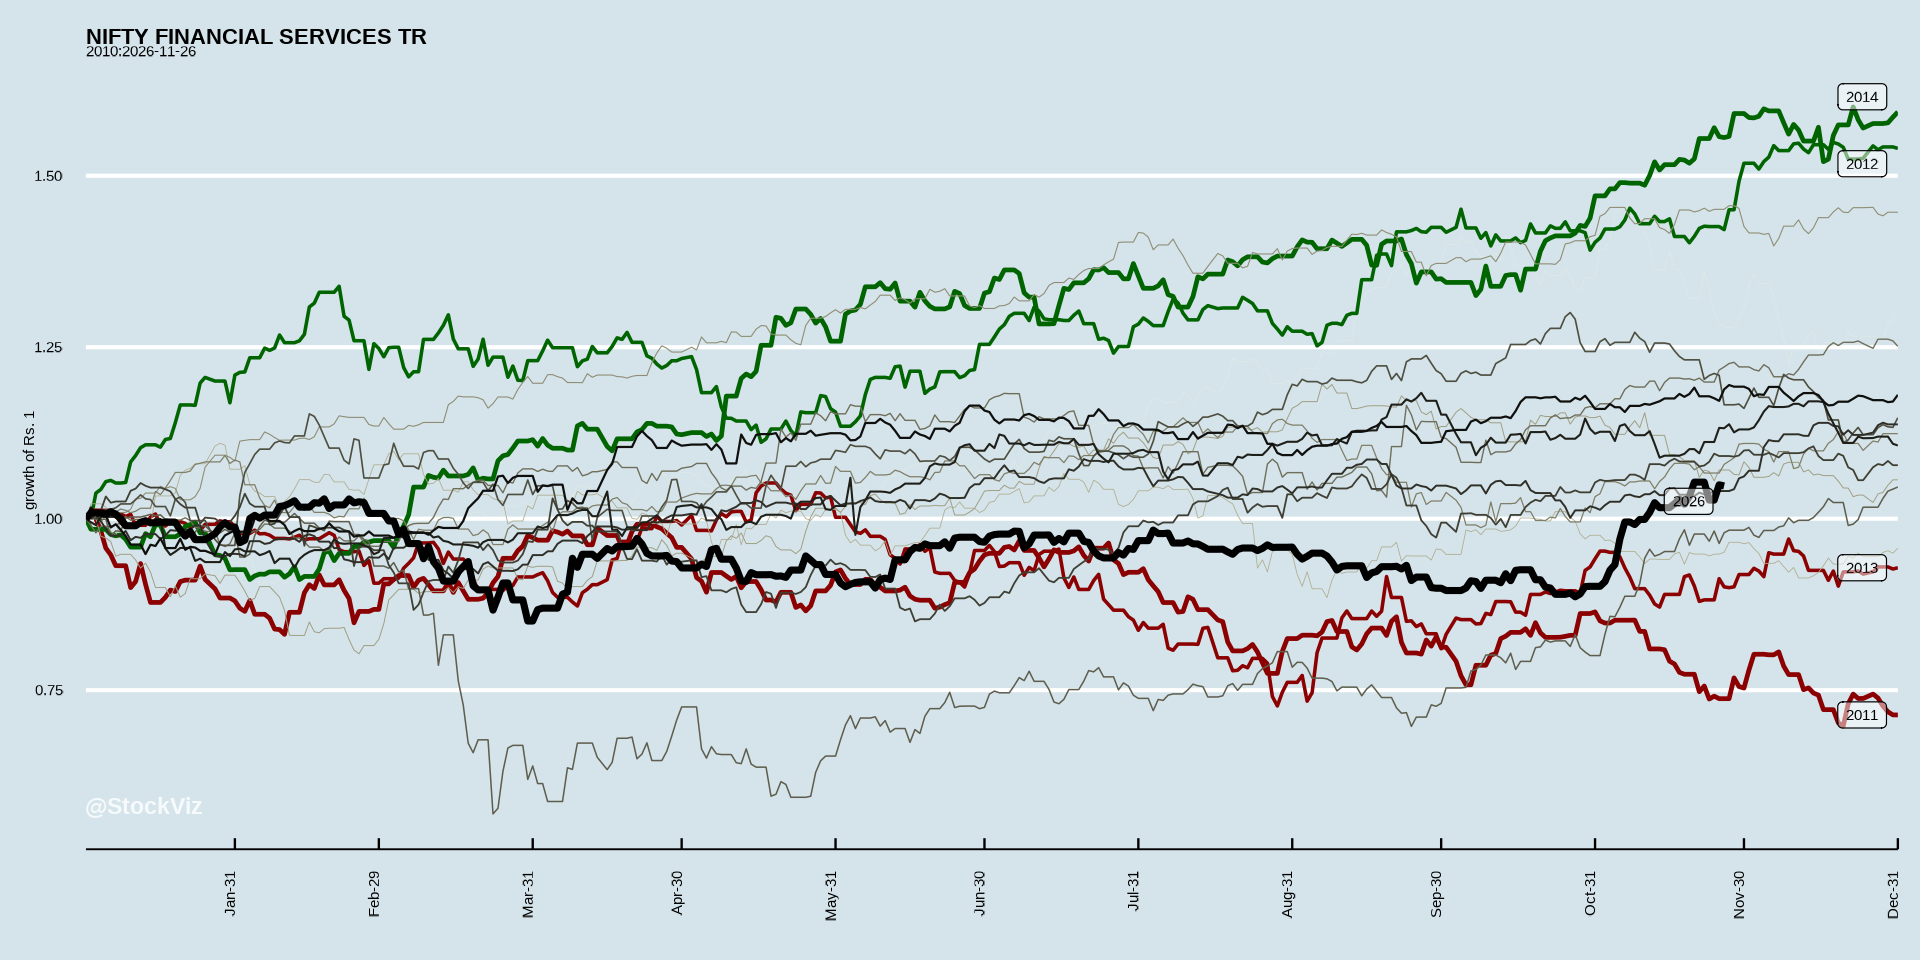 NIFTY FINANCIAL SERVICES TR
2010:2026-11-26
2014
1.50
2012
1.25
growth of Rs. 1
1.00
2026
2013
0.75
2011
@StockViz
Jan-31
Feb-29
Mar-31
Apr-30
May-31
Jun-30
Jul-31
Aug-31
Sep-30
Oct-31
Nov-30
Dec-31